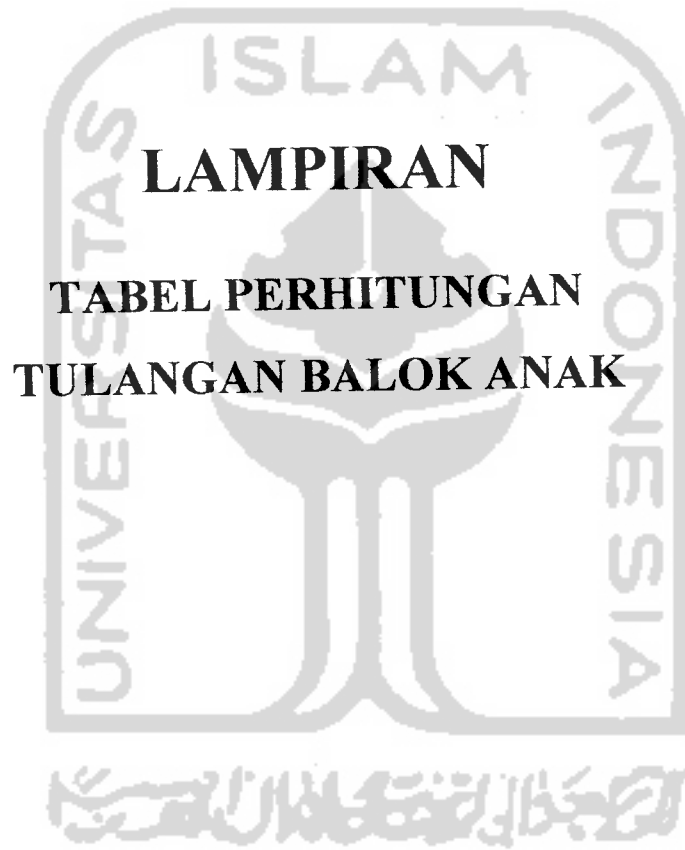 ISLAM
UNIVERSITAS
INDONESIA
LAMPIRAN
TABEL PERHITUNGAN
TULANGAN BALOK ANAK